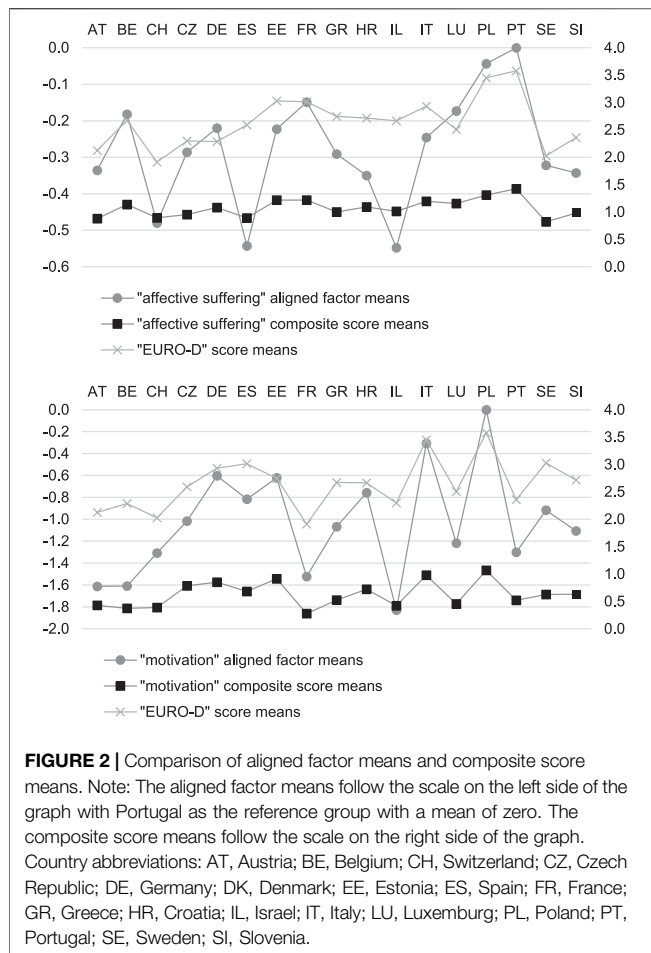 AT BE CH CZ DE ES EE FR GR HR IL IT LU PL PT SE SI
0.0 4.0
-0.1 3.5
3.0
-0.2 2.5
-0.3 2.0
-0.4 1.5
1.0
-0.5 0.5
-0.6 0.0
"affective suffering" aligned factor means
"affective suffering" composite score means
"EURO-D" score means
AT BE CH CZ DE ES EE FR GR HR IL IT LU PL PT SE SI
0.0 4.0
-0.2 3.5
-0.4
-0.6 3.0
-0.8 2.5
-1.0 2.0
-1.2 1.5
-1.4
-1.6 1.0
-1.8 0.5
-2.0 0.0
"motivation" aligned factor means
"motivation" composite score means
"EURO-D" score means
FIGURE 2 | Comparison of aligned factor means and composite score
means. Note: The aligned factor means follow the scale on the left side of the
graph with Portugal as the reference group with a mean of zero. The
composite score means follow the scale on the right side of the graph.
Country abbreviations: AT, Austria; BE, Belgium; CH, Switzerland; CZ, Czech
Republic; DE, Germany; DK, Denmark; EE, Estonia; ES, Spain; FR, France;
GR, Greece; HR, Croatia; IL, Israel; IT, Italy; LU, Luxemburg; PL, Poland; PT,
Portugal; SE, Sweden; SI, Slovenia.